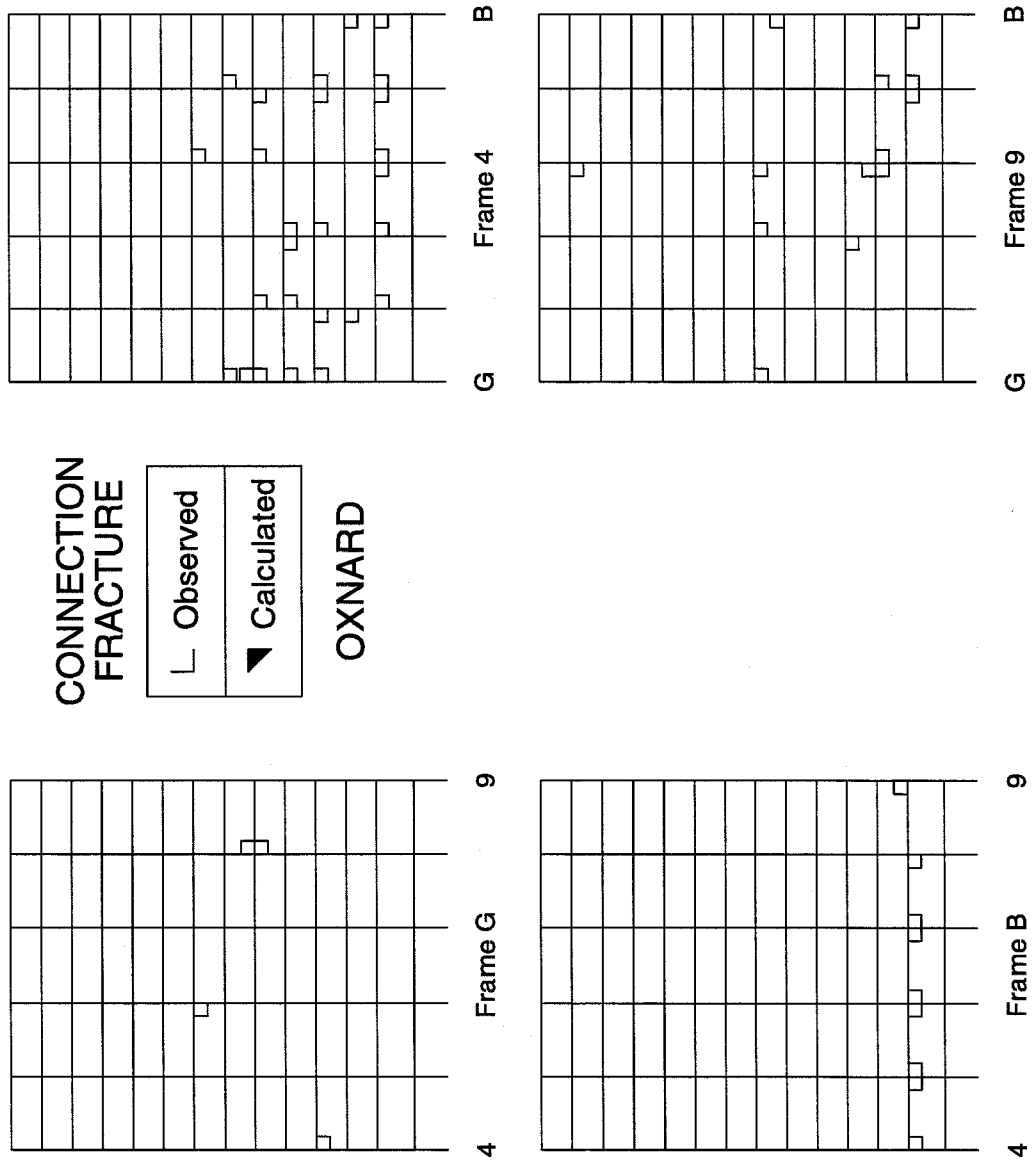 CONNECTION
FRACTURE
Observed
Calculated
OXNARD
4 Frame G 9
G Frame 4 B
4 Frame B 9
G Frame 9 B